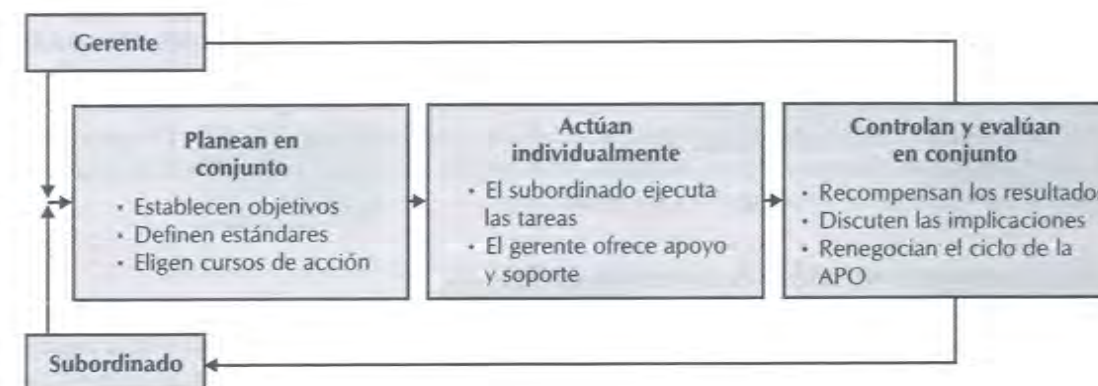 Gerente
Planean en
conjunto
· Establecen objetivos
· Definen estándares
· Eligen cursos de acción
Actúan
individualmente
· El subordinado ejecuta
las tareas
· El gerente ofrece apoyo
y soporte
Controlan y evalúan
en conjunto
· Recompensan los resultado
· Discuten las implicaciones
· Renegocian el ciclo de la
APO
Subordinado